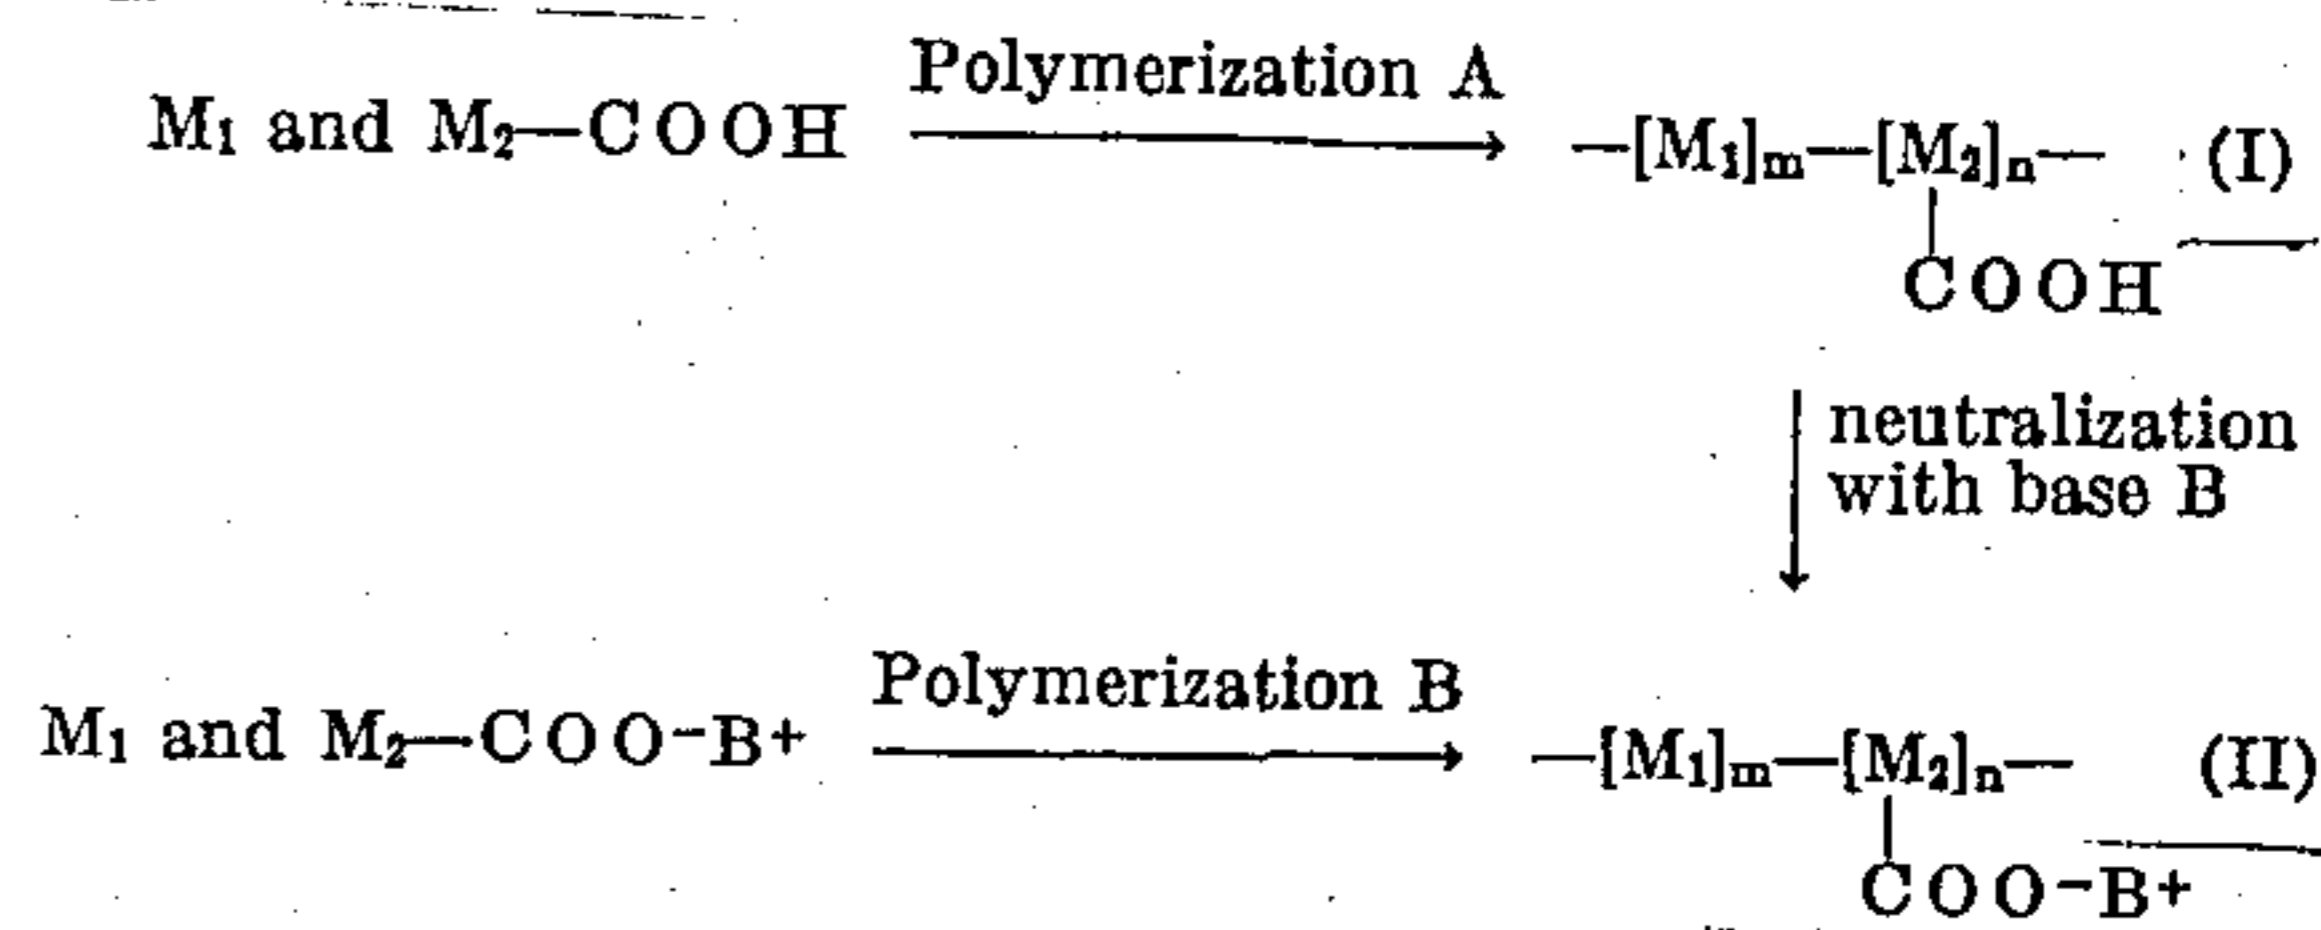 Polymerization A
M₁ and M₂—COOH —[M₁]ₘ—[M₂]ₙ— (I)
COOH
neutralization
with base B
Polymerization B
M₁ and M₂—COO⁻B⁺ —[M₁]ₘ—[M₂]ₙ— (II)
COO⁻B⁺